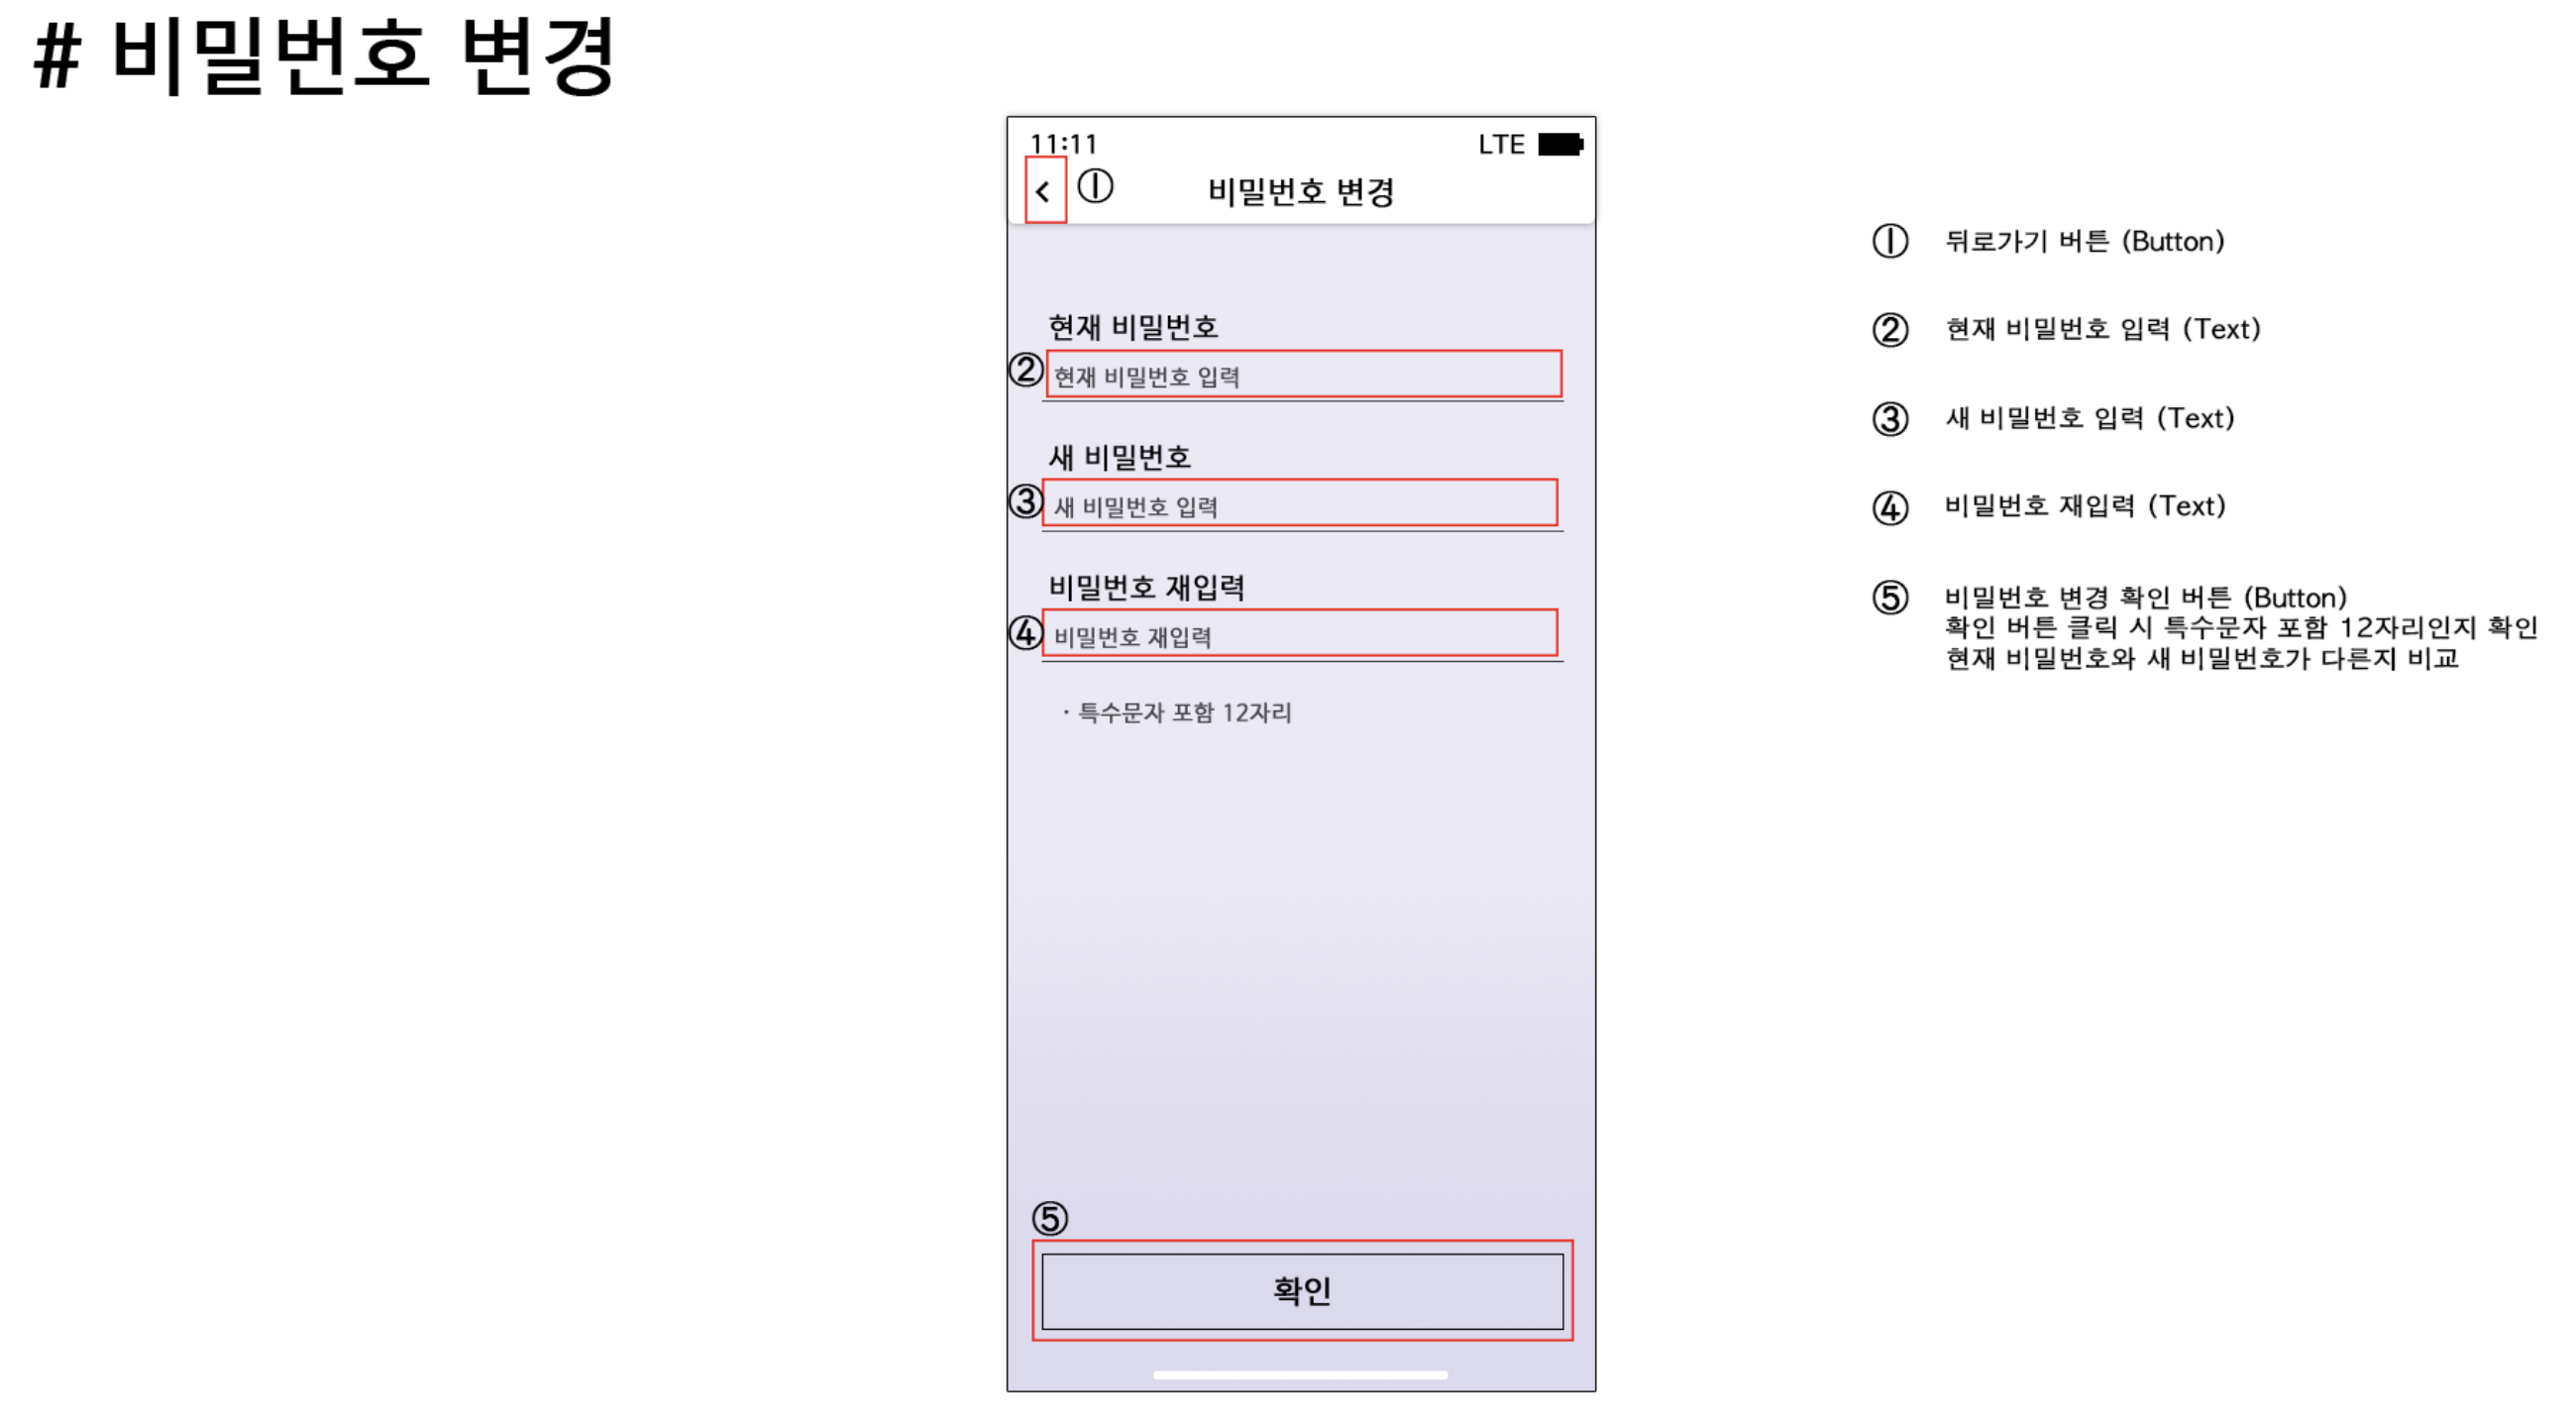 # 비밀번호 변경
11:11 LTE
< ① 비밀번호 변경
현재 비밀번호
② 현재 비밀번호 입력
새 비밀번호
③ 새 비밀번호 입력
비밀번호 재입력
④ 비밀번호 재입력
· 특수문자 포함 12자리
⑤
확인
① 뒤로가기 버튼 (Button)
② 현재 비밀번호 입력 (Text)
③ 새 비밀번호 입력 (Text)
④ 비밀번호 재입력 (Text)
⑤ 비밀번호 변경 확인 버튼 (Button)
확인 버튼 클릭 시 특수문자 포함 12자리인지 확인
현재 비밀번호와 새 비밀번호가 다른지 비교